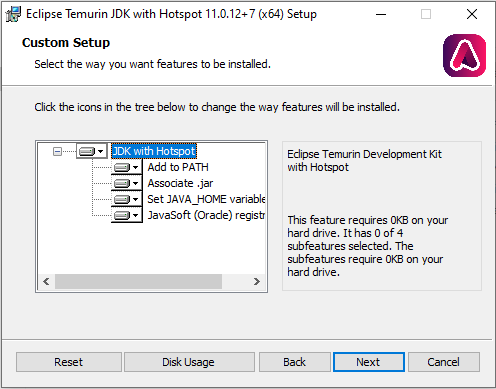 Eclipse Temurin JDK with Hotspot 11.0.12+7 (x64) Setup
Custom Setup
Select the way you want features to be installed.
Click the icons in the tree below to change the way features will be installed.
JDK with Hotspot
Add to PATH
Associate .jar
Set JAVA_HOME variable
JavaSoft (Oracle) registr
Eclipse Temurin Development Kit
with Hotspot
This feature requires 0KB on your
hard drive. It has 0 of 4
subfeatures selected. The
subfeatures require 0KB on your
hard drive.
Reset
Disk Usage
Back
Next
Cancel